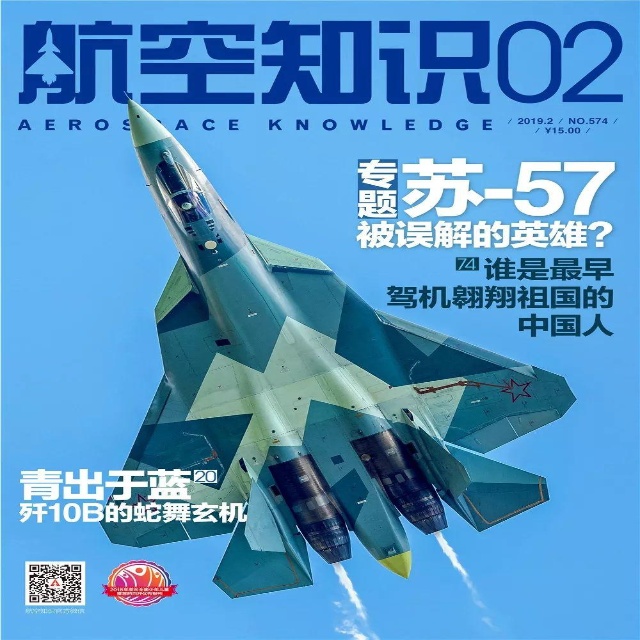 航空知识02
AEROSPACE KNOWLEDGE
/ 2019.2 / NO.574 /
/ ¥15.00 /
专题 苏-57
被误解的英雄?
74 谁是最早
驾机翱翔祖国的
中国人
青出于蓝 20
歼10B的蛇舞玄机